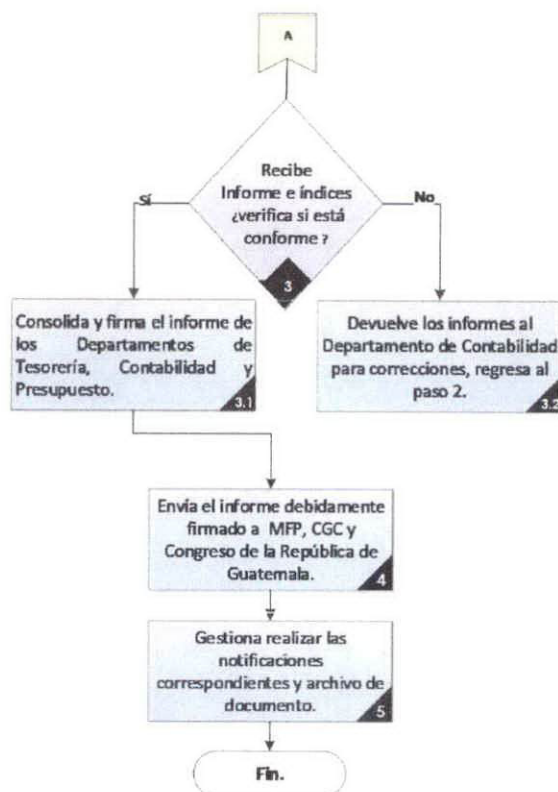 A
Recibe
Informe e índices
¿verifica si está
conforme ?
3
Sí
No
Consolida y firma el informe de
los Departamentos de
Tesorería, Contabilidad y
Presupuesto.
3.1
Devuelve los informes al
Departamento de Contabilidad
para correcciones, regresa al
paso 2.
3.2
Envía el informe debidamente
firmado a MFP, CGC y
Congreso de la República de
Guatemala.
4
Gestiona realizar las
notificaciones
correspondientes y archivo de
documento.
5
Fin.